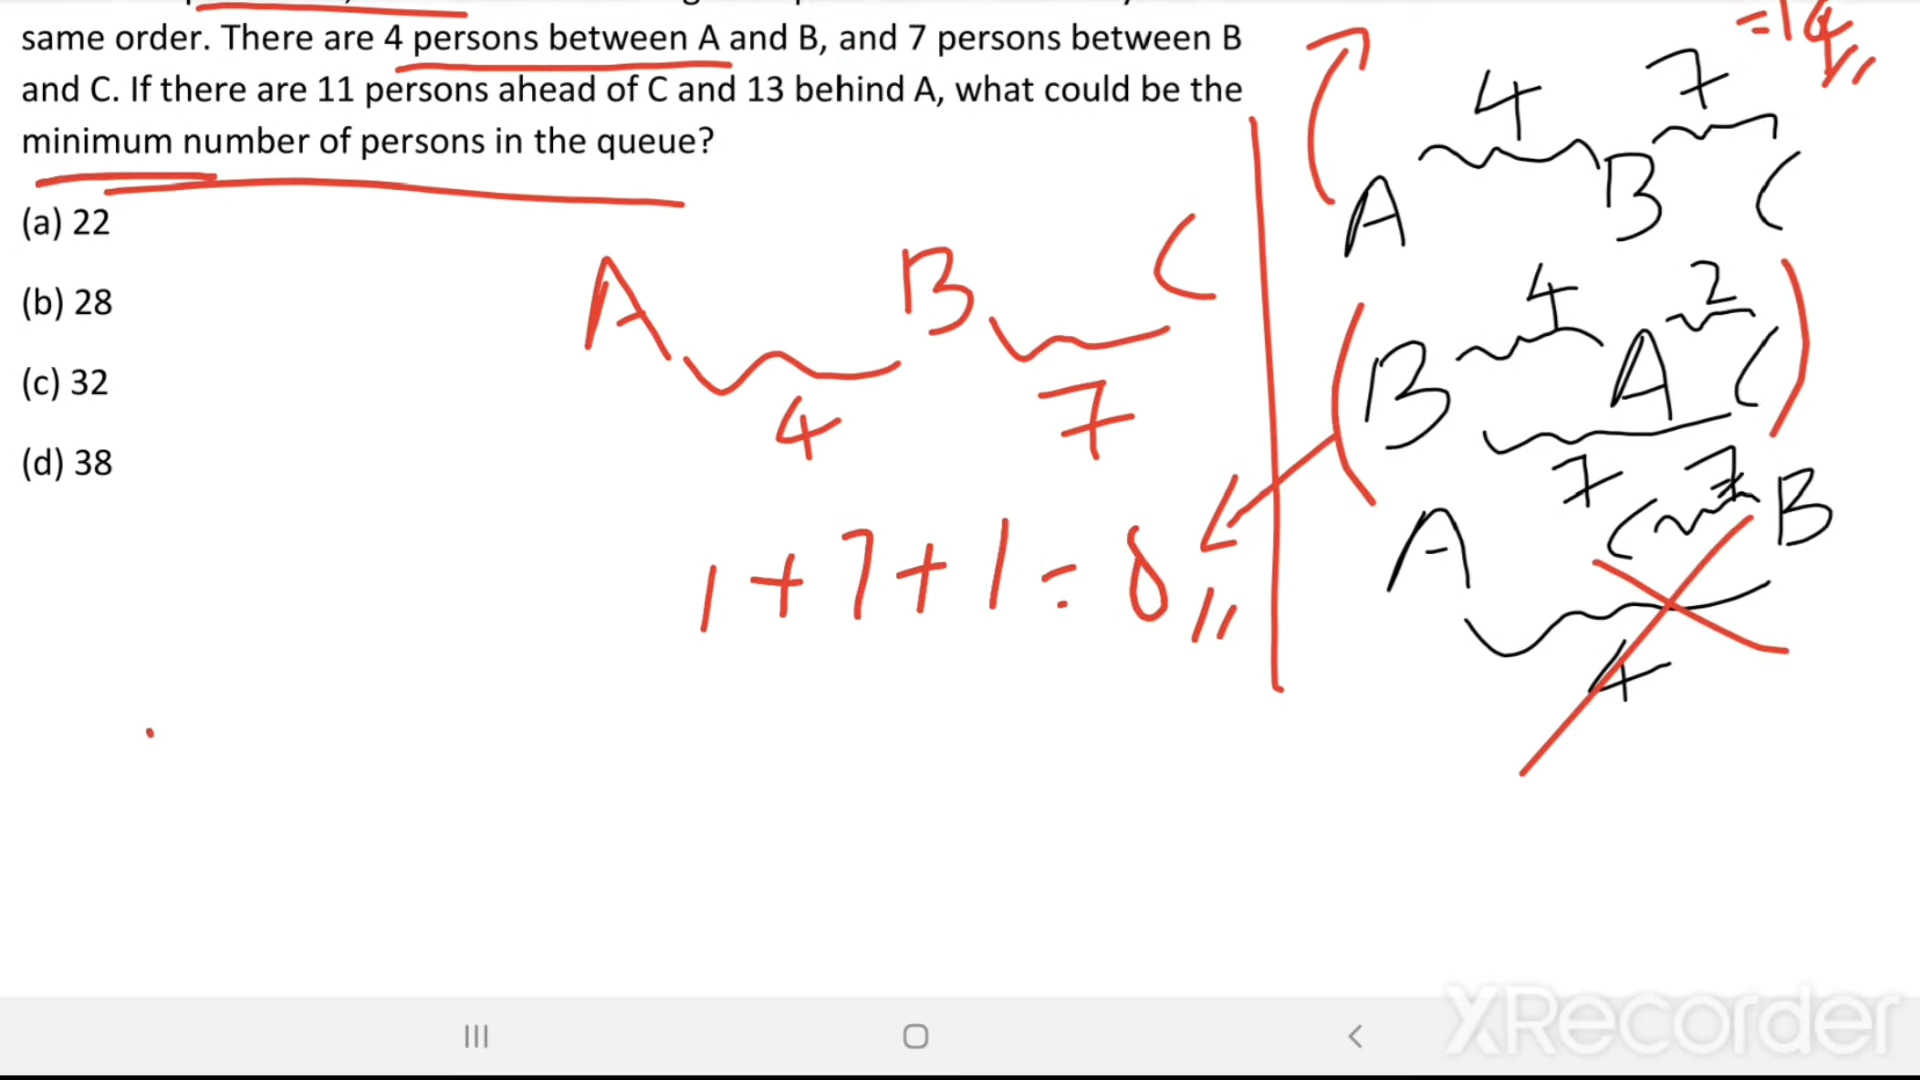 same order. There are 4 persons between A and B, and 7 persons between B
and C. If there are 11 persons ahead of C and 13 behind A, what could be the
minimum number of persons in the queue?
(a) 22
(b) 28
(c) 32
(d) 38
A B C
4 7
1+7+1=8
4 7
A B C
4 2
B A C
7
7
A C B
4
XRecorder